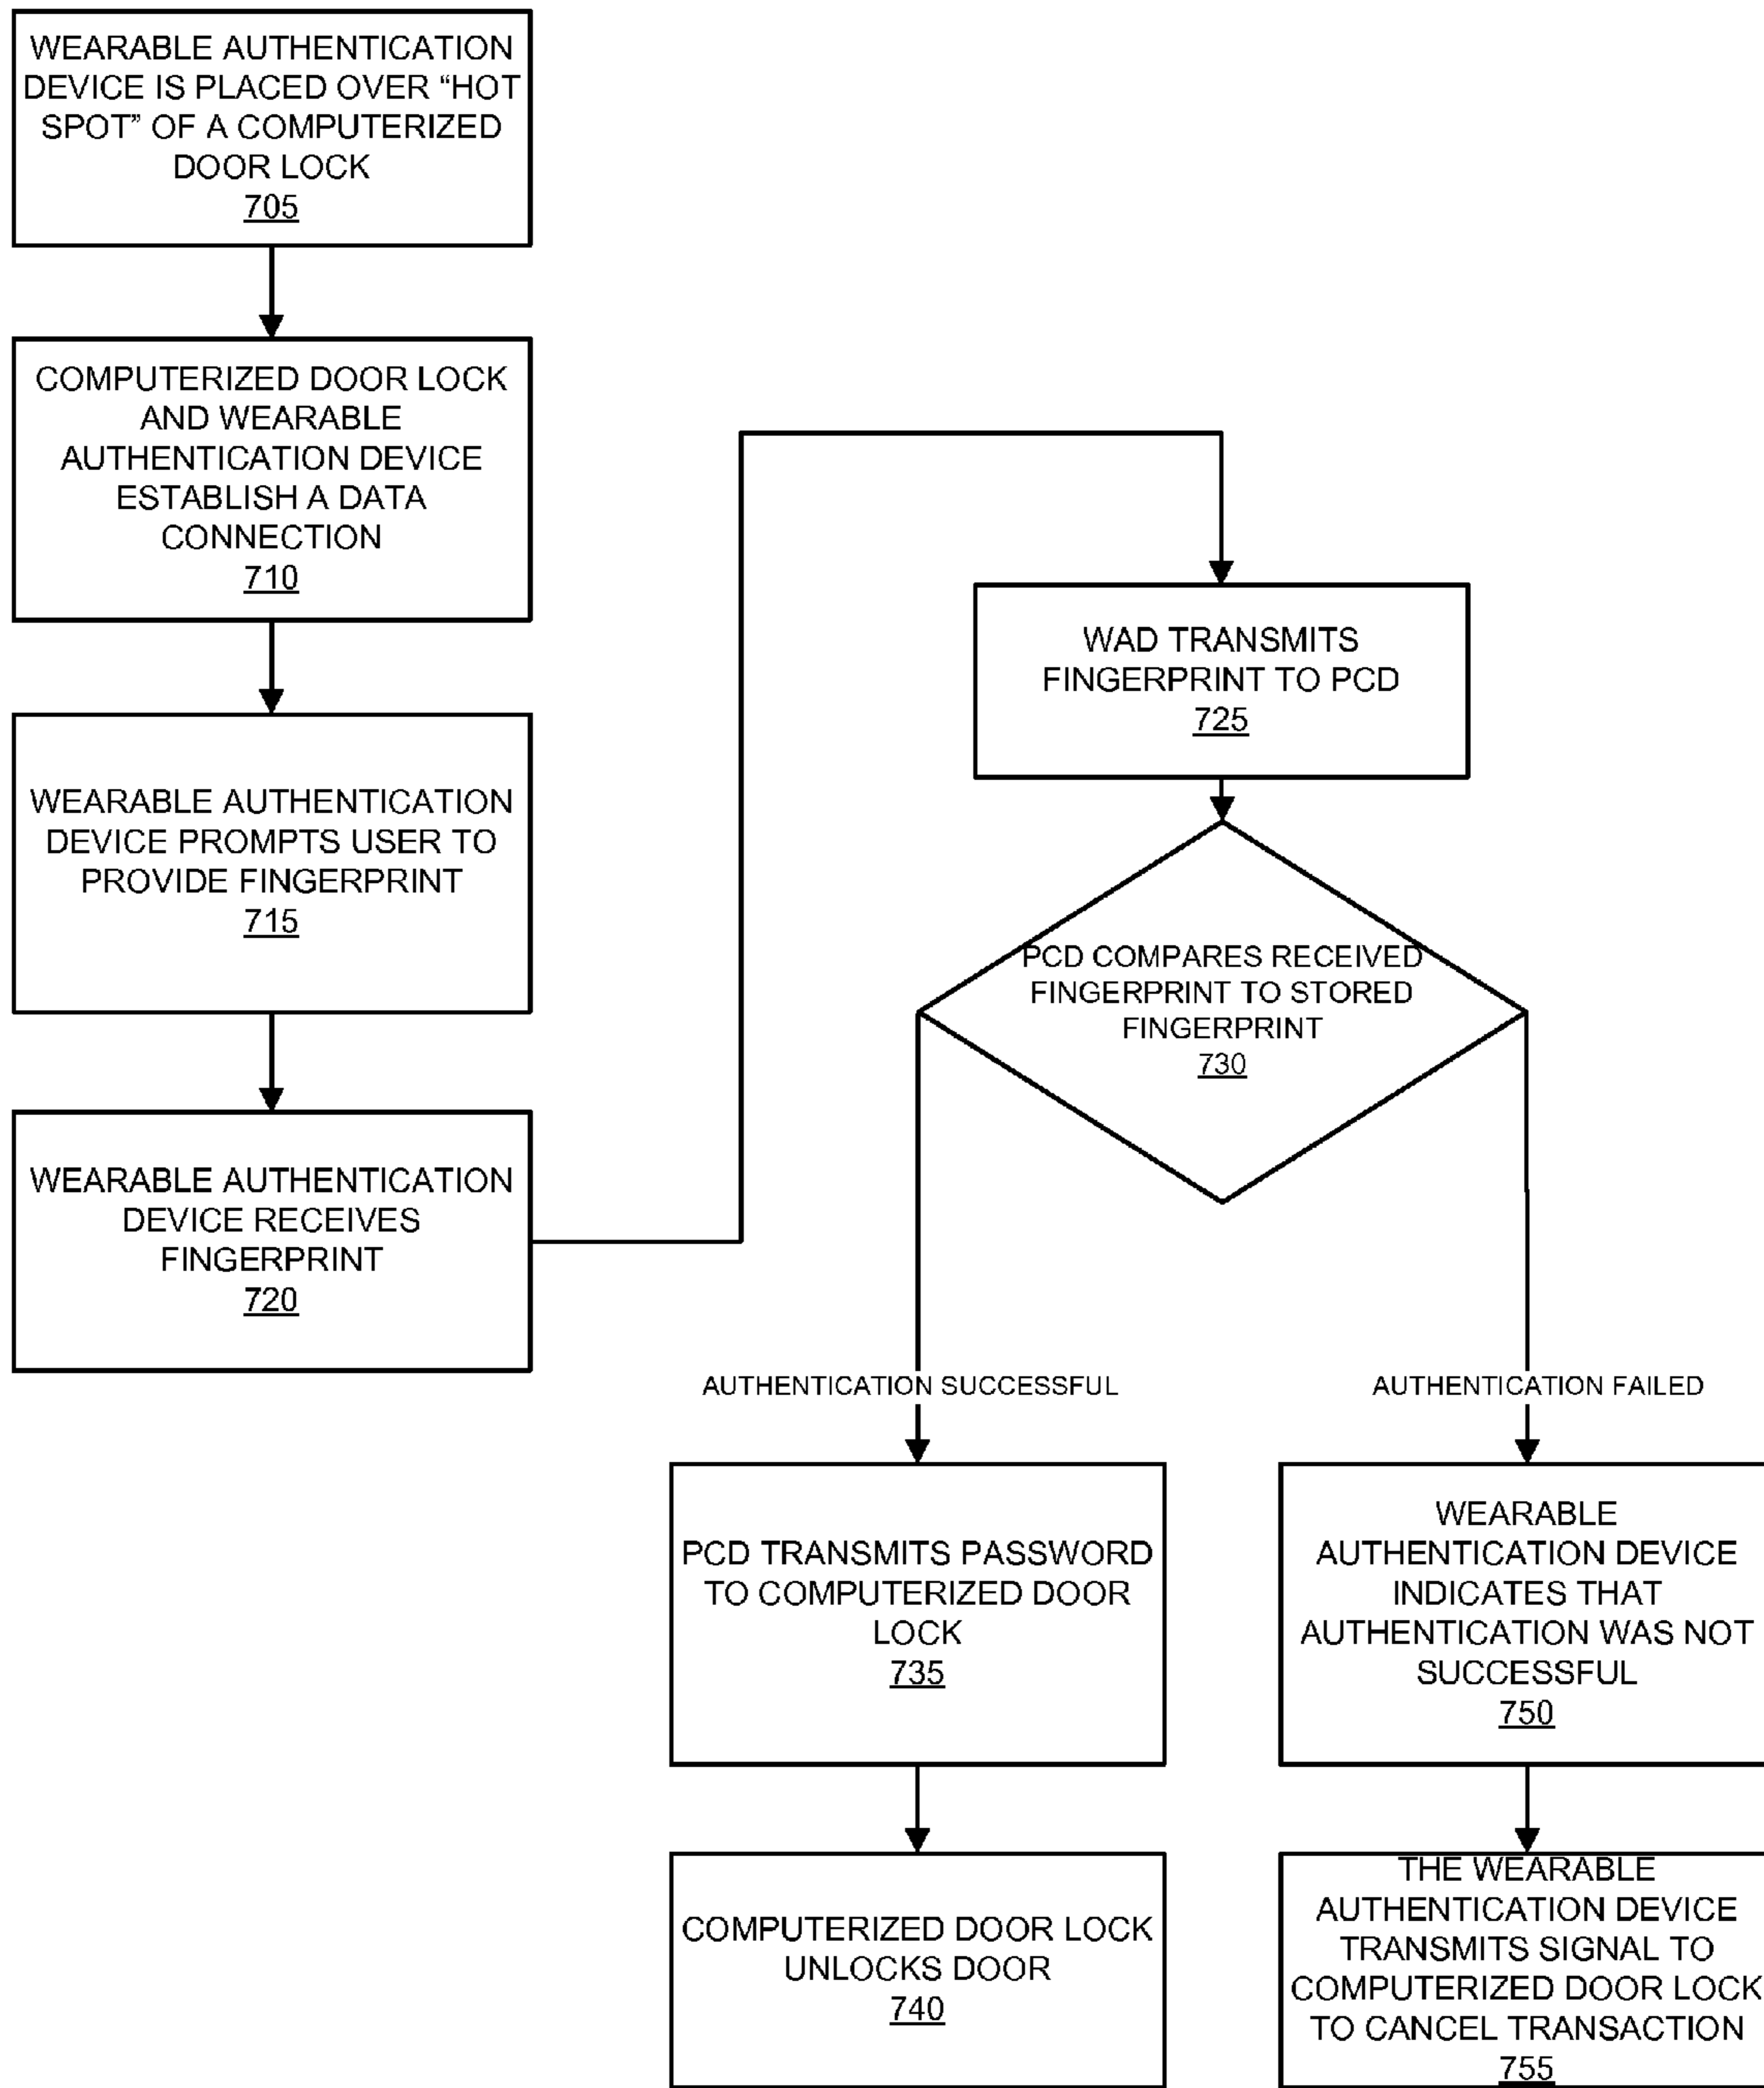 WEARABLE AUTHENTICATION
DEVICE IS PLACED OVER “HOT
SPOT” OF A COMPUTERIZED
DOOR LOCK
705
COMPUTERIZED DOOR LOCK
AND WEARABLE
AUTHENTICATION DEVICE
ESTABLISH A DATA
CONNECTION
710
WEARABLE AUTHENTICATION
DEVICE PROMPTS USER TO
PROVIDE FINGERPRINT
715
WEARABLE AUTHENTICATION
DEVICE RECEIVES
FINGERPRINT
720
WAD TRANSMITS
FINGERPRINT TO PCD
725
PCD COMPARES RECEIVED
FINGERPRINT TO STORED
FINGERPRINT
730
AUTHENTICATION SUCCESSFUL
PCD TRANSMITS PASSWORD
TO COMPUTERIZED DOOR
LOCK
735
COMPUTERIZED DOOR LOCK
UNLOCKS DOOR
740
AUTHENTICATION FAILED
WEARABLE
AUTHENTICATION DEVICE
INDICATES THAT
AUTHENTICATION WAS NOT
SUCCESSFUL
750
THE WEARABLE
AUTHENTICATION DEVICE
TRANSMITS SIGNAL TO
COMPUTERIZED DOOR LOCK
TO CANCEL TRANSACTION
755